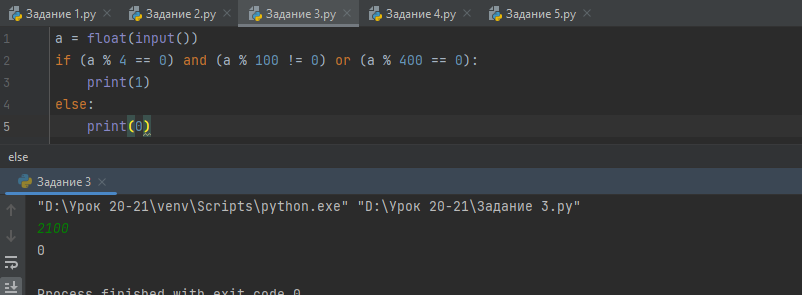 Задание 1.py Задание 2.py Задание 3.py Задание 4.py Задание 5.py
1 a = float(input())
2 if (a % 4 == 0) and (a % 100 != 0) or (a % 400 == 0):
3 print(1)
4 else:
5 print(0)
else
Задание 3
"D:\Урок 20-21\venv\Scripts\python.exe" "D:\Урок 20-21\Задание 3.py"
2100
0
Process finished with exit code 0